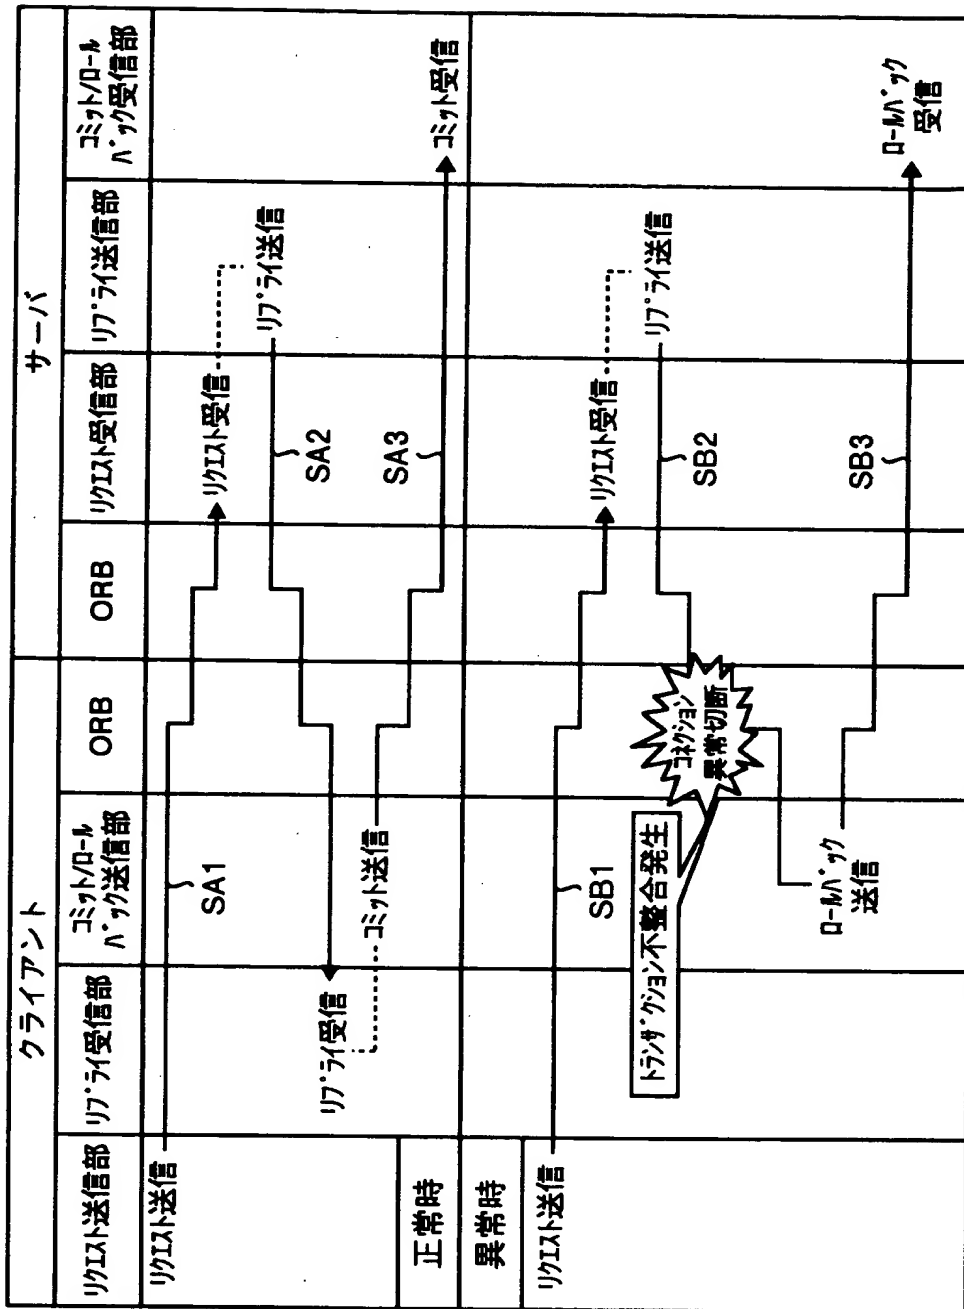 クライアント
サーバ
リクエスト送信部
リプライ受信部
コミット/ロール
バック送信部
ORB
ORB
リクエスト受信部
リプライ送信部
コミット/ロール
バック受信部
リクエスト送信
SA1
リクエスト受信
リプライ送信
SA2
リプライ受信
コミット送信
SA3
コミット受信
正常時
異常時
リクエスト送信
SB1
リクエスト受信
リプライ送信
SB2
コネクション
異常切断
トランザクション不整合発生
ロールバック
送信
SB3
ロールバック
受信